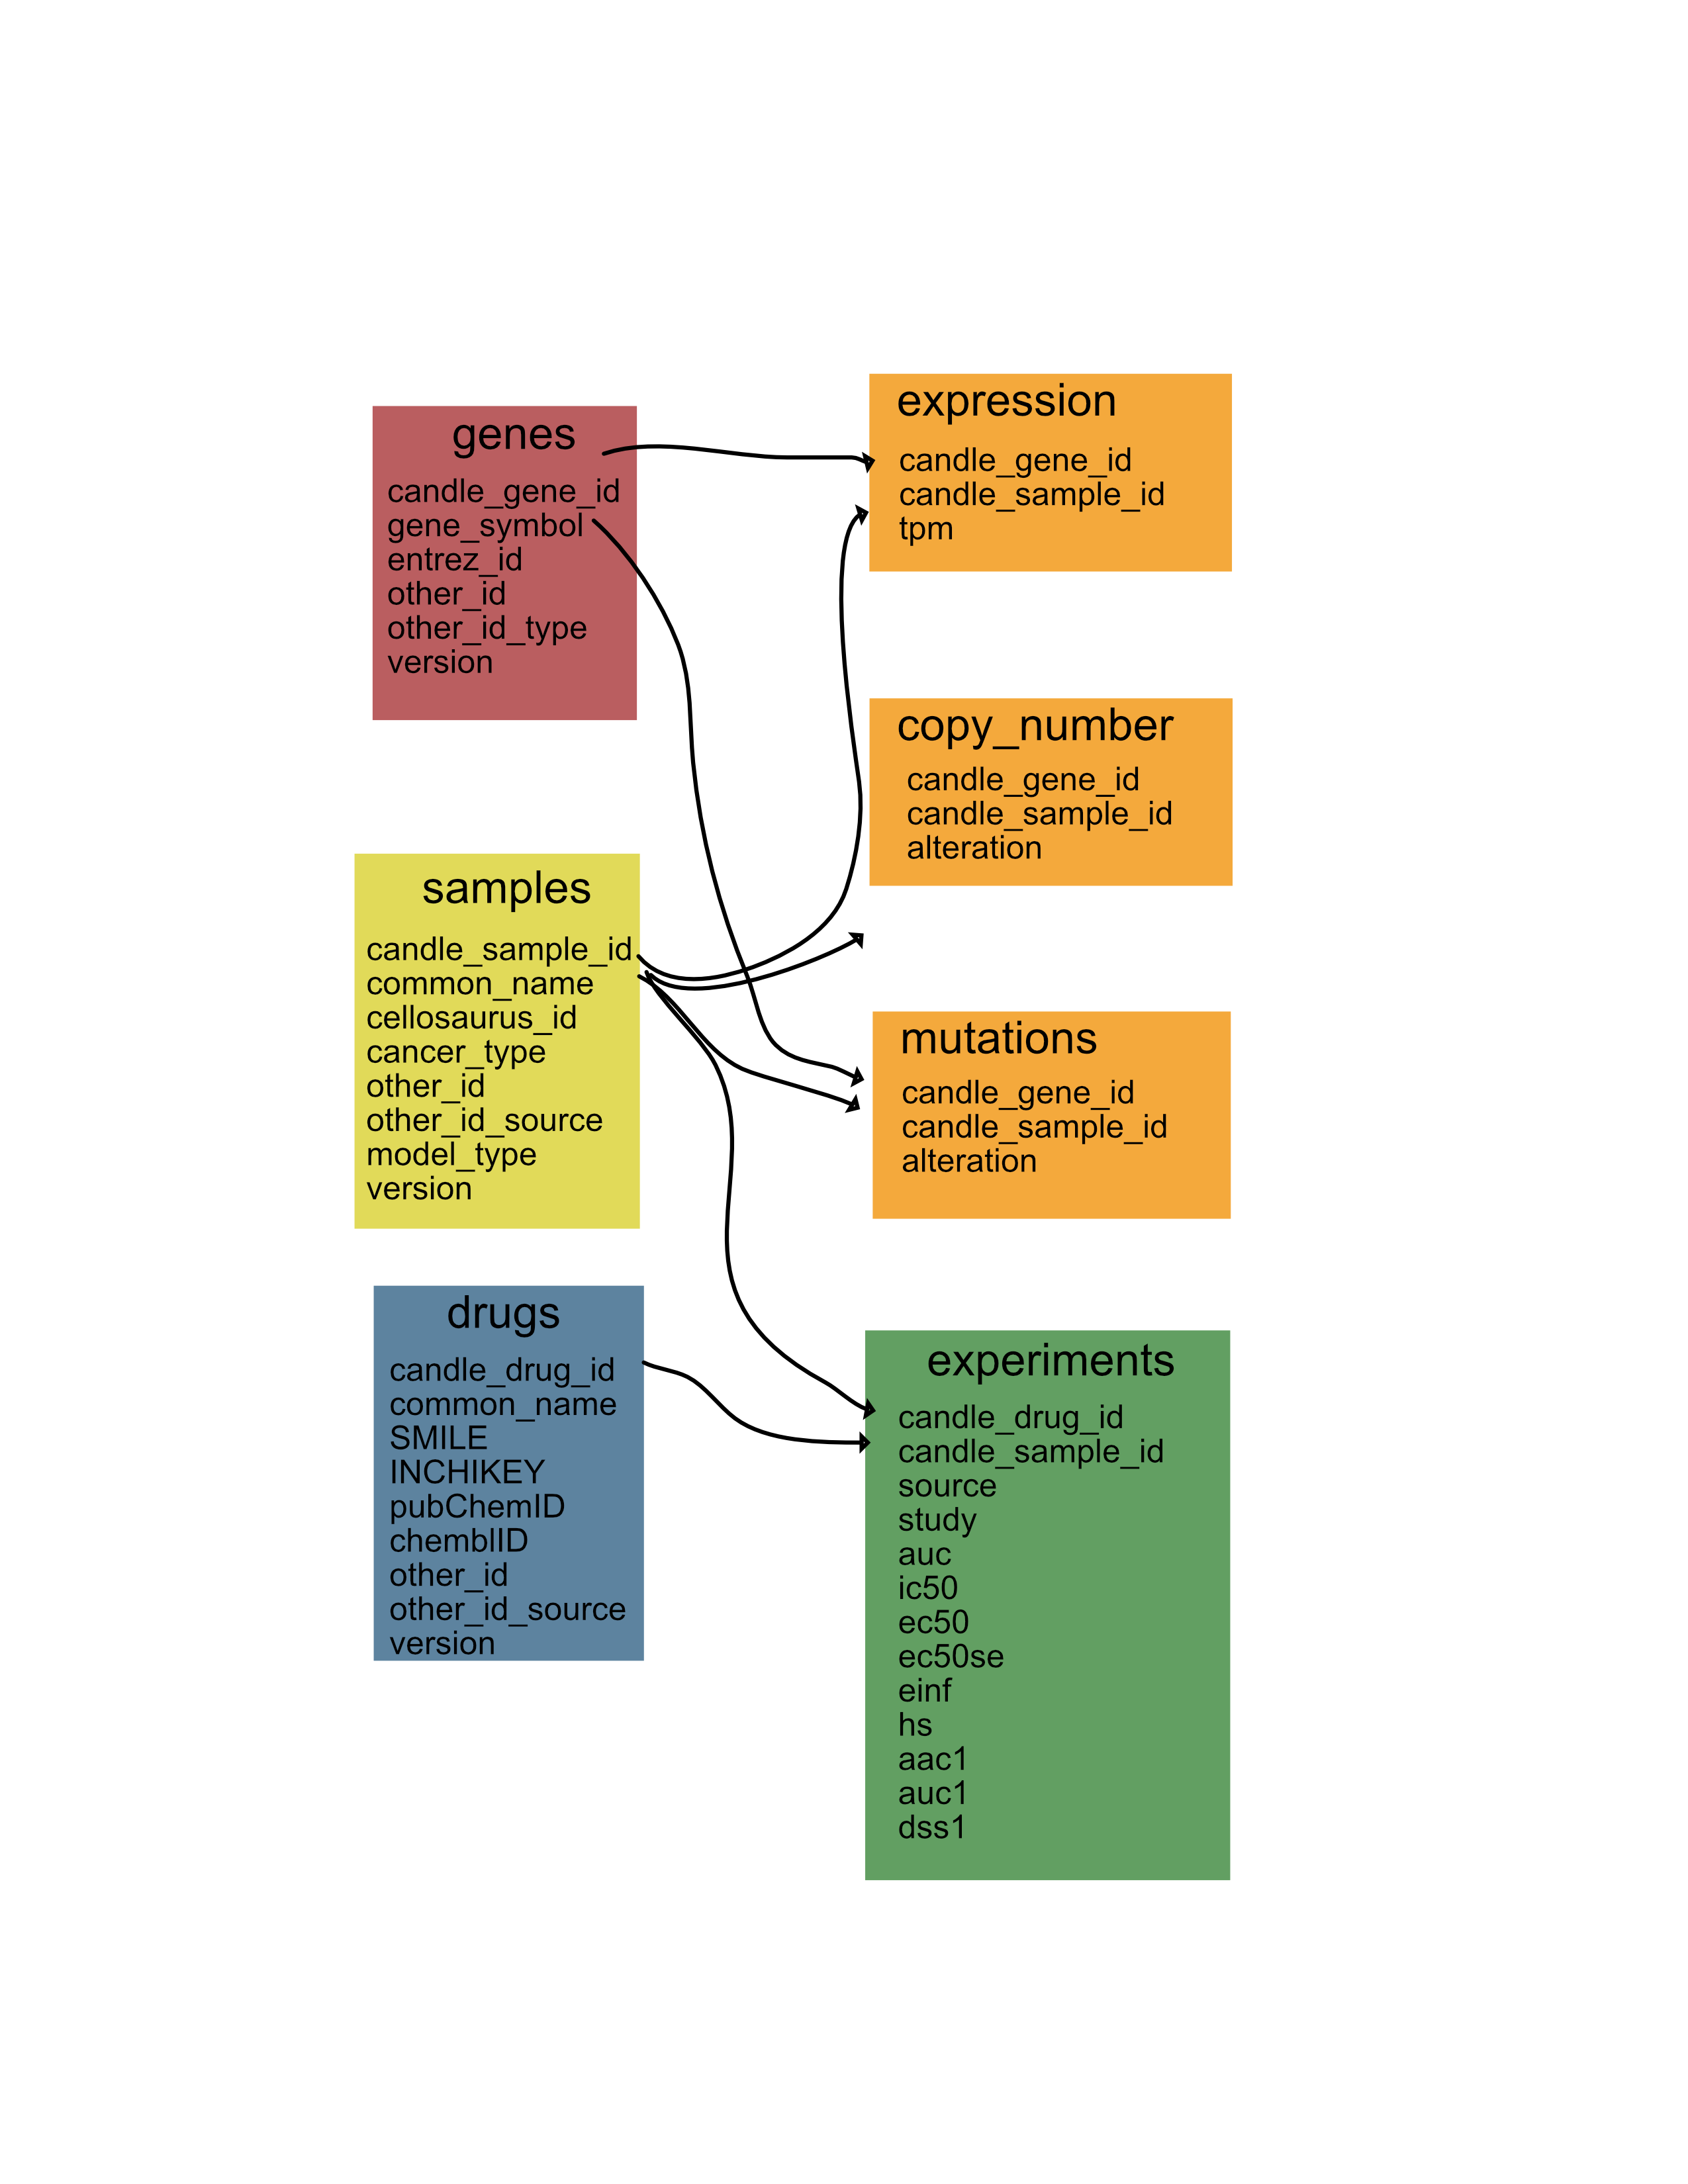 genes
candle_gene_id
gene_symbol
entrez_id
other_id
other_id_type
version
samples
candle_sample_id
common_name
cellosaurus_id
cancer_type
other_id
other_id_source
model_type
version
drugs
candle_drug_id
common_name
SMILE
INCHIKEY
pubChemID
chemblID
other_id
other_id_source
version
expression
candle_gene_id
candle_sample_id
tpm
copy_number
candle_gene_id
candle_sample_id
alteration
mutations
candle_gene_id
candle_sample_id
alteration
experiments
candle_drug_id
candle_sample_id
source
study
auc
ic50
ec50
ec50se
einf
hs
aac1
auc1
dss1